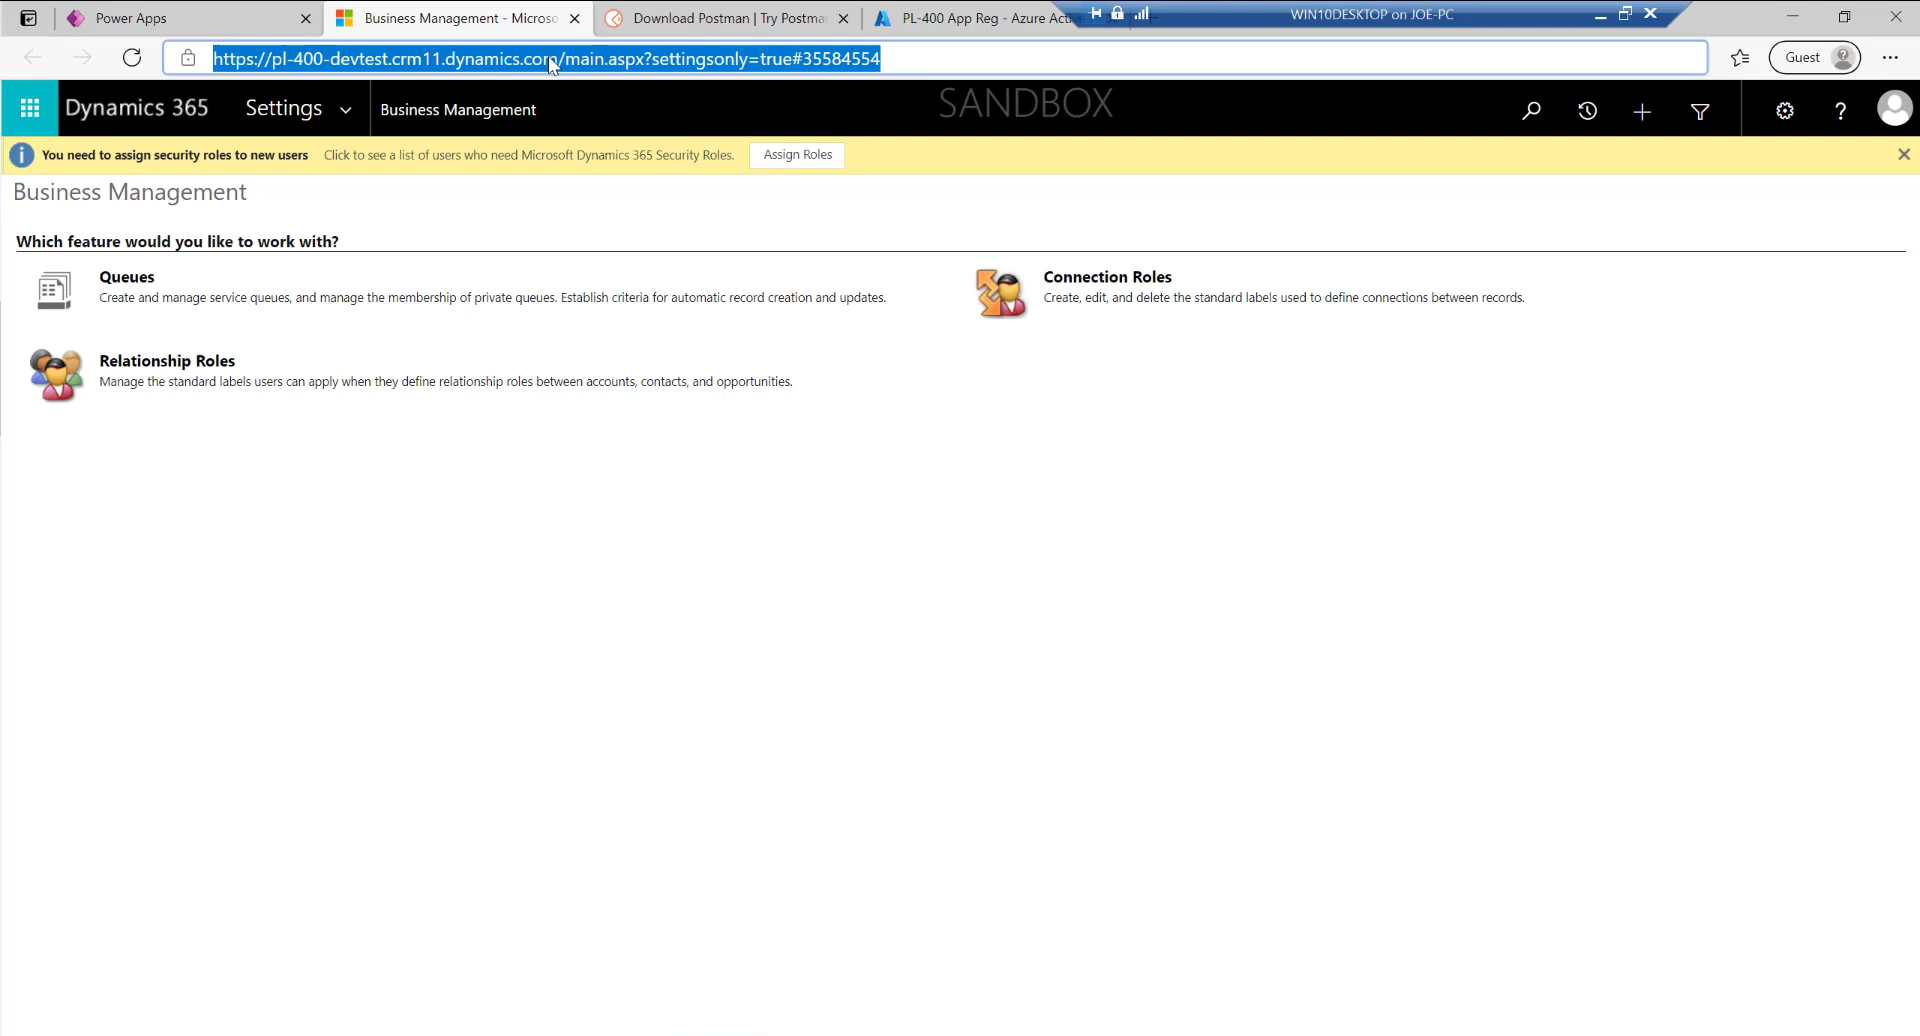 Power Apps
Business Management - Microso
Download Postman | Try Postma
PL-400 App Reg - Azure Acti
WIN10DESKTOP on JOE-PC
https://pl-400-devtest.crm11.dynamics.com/main.aspx?settingsonly=true#35584554
Guest
Dynamics 365
Settings
Business Management
SANDBOX
You need to assign security roles to new users Click to see a list of users who need Microsoft Dynamics 365 Security Roles. Assign Roles
Business Management
Which feature would you like to work with?
Queues
Create and manage service queues, and manage the membership of private queues. Establish criteria for automatic record creation and updates.
Connection Roles
Create, edit, and delete the standard labels used to define connections between records.
Relationship Roles
Manage the standard labels users can apply when they define relationship roles between accounts, contacts, and opportunities.